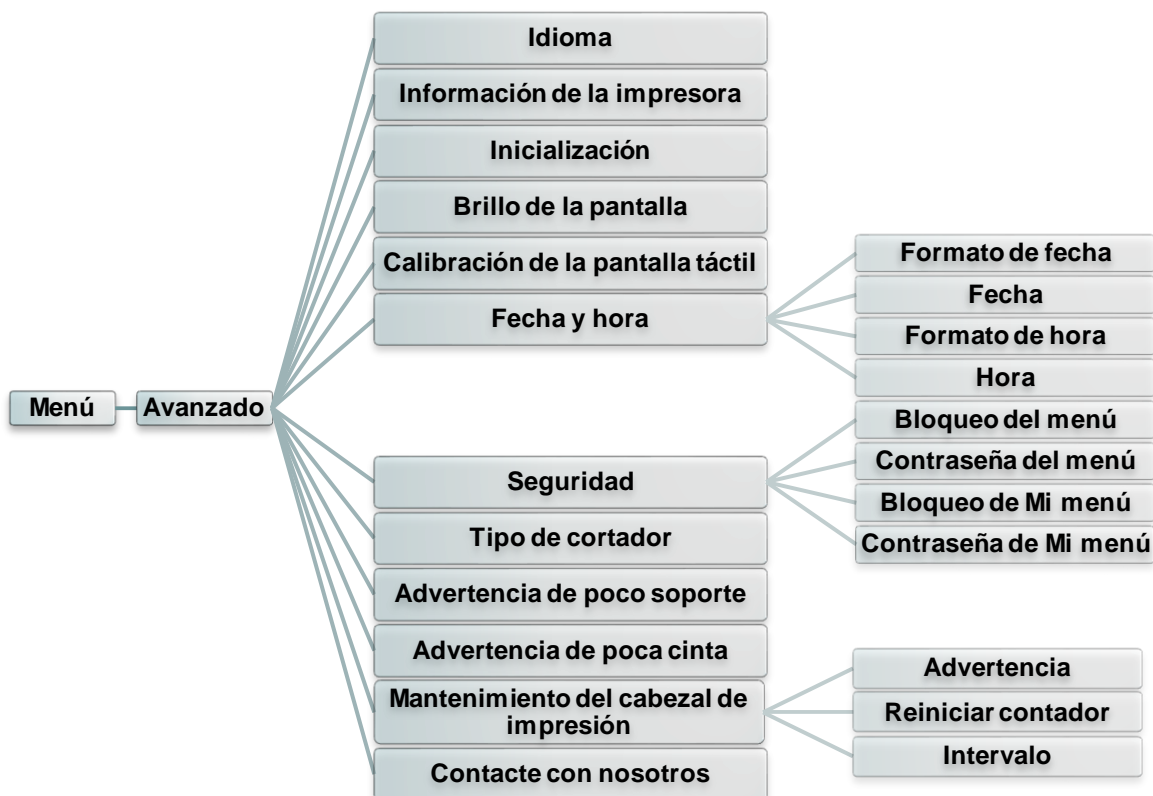 Menú
Avanzado
Idioma
Información de la impresora
Inicialización
Brillo de la pantalla
Calibración de la pantalla táctil
Fecha y hora
Formato de fecha
Fecha
Formato de hora
Hora
Seguridad
Bloqueo del menú
Contraseña del menú
Bloqueo de Mi menú
Contraseña de Mi menú
Tipo de cortador
Advertencia de poco soporte
Advertencia de poca cinta
Mantenimiento del cabezal de
impresión
Advertencia
Reiniciar contador
Intervalo
Contacte con nosotros